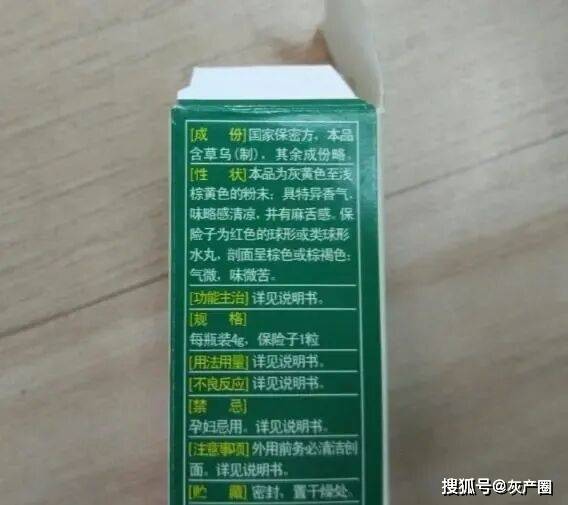 [成 份]国家保密方，本品
含草乌(制)，其余成份略。
[性 状]本品为灰黄色至浅
棕黄色的粉末；具特异香气，
味略感清凉，并有麻舌感。保
险子为红色的球形或类球形
水丸，剖面呈棕色或棕褐色；
气微，味微苦。
[功能主治]详见说明书。
[规 格]
每瓶装4g，保险子1粒
[用法用量]详见说明书。
[不良反应]详见说明书。
[禁 忌]
孕妇忌用。详见说明书。
[注意事项]外用前务必清洁创
面。详见说明书。
[贮 藏]密封，置干燥处。
搜狐号@灰产圈